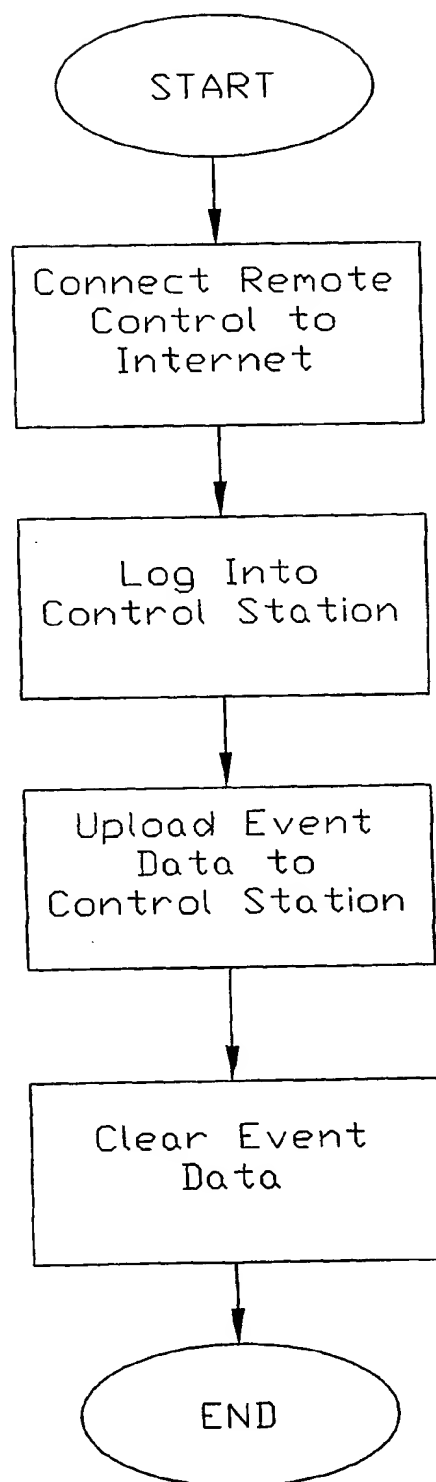 START
Connect Remote
Control to
Internet
Log Into
Control Station
Upload Event
Data to
Control Station
Clear Event
Data
END